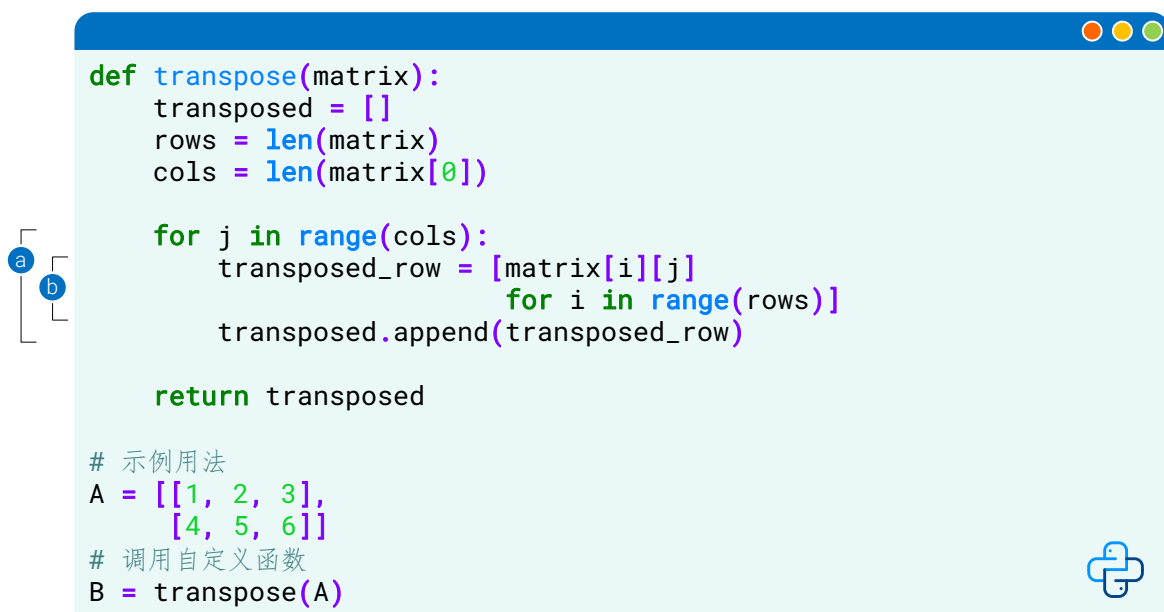 def transpose(matrix):
    transposed = []
    rows = len(matrix)
    cols = len(matrix[0])
a
    for j in range(cols):
b
        transposed_row = [matrix[i][j]
                          for i in range(rows)]
        transposed.append(transposed_row)
    return transposed
# 示例用法
A = [[1, 2, 3],
     [4, 5, 6]]
# 调用自定义函数
B = transpose(A)